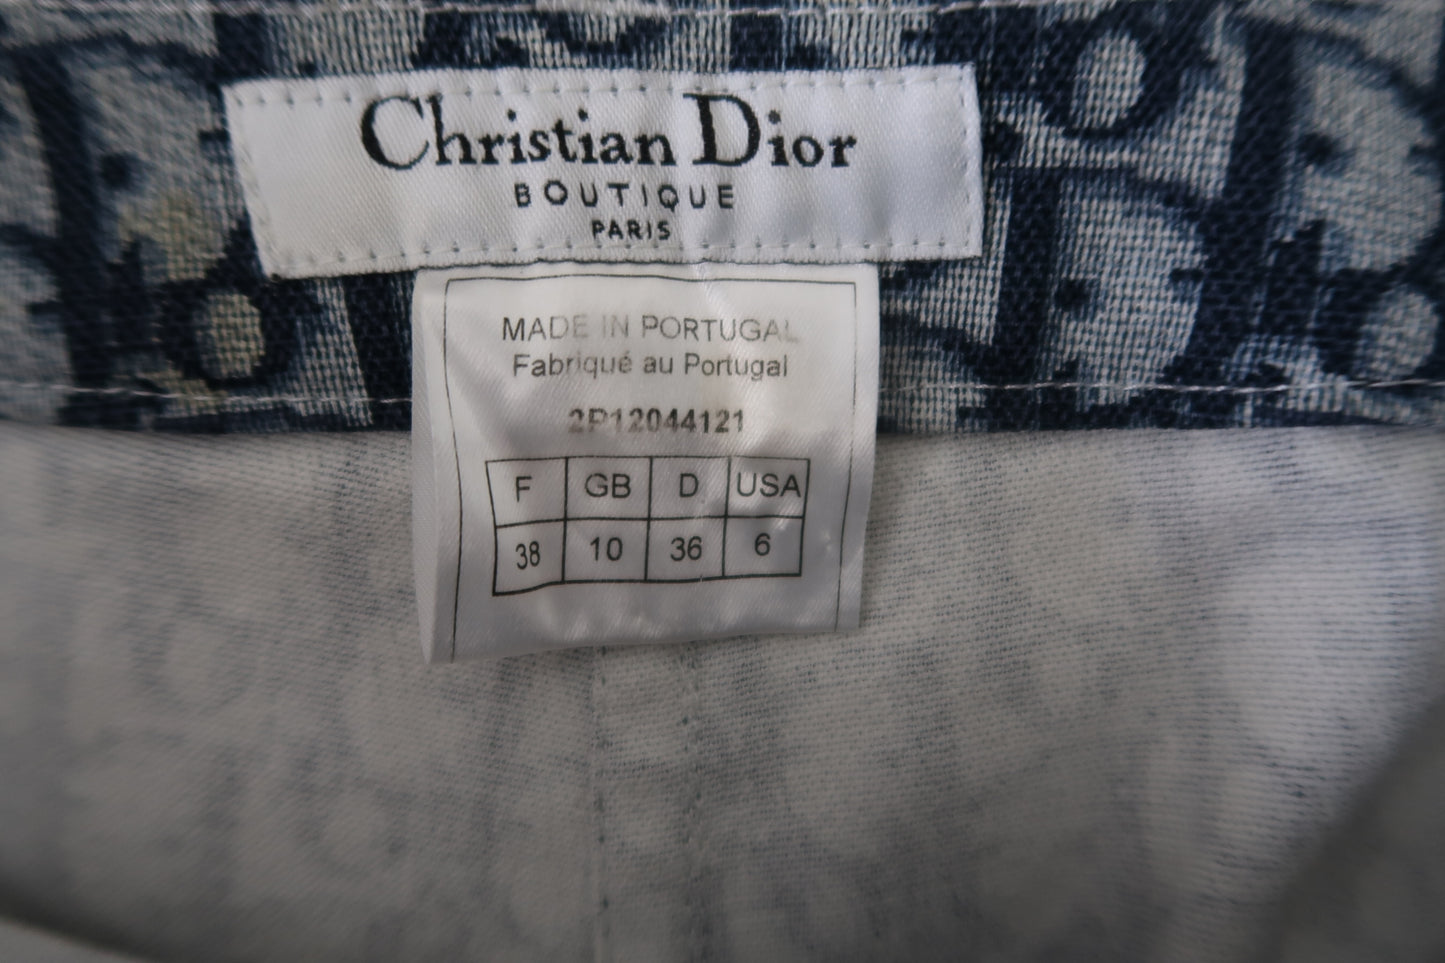 Christian Dior
BOUTIQUE
PARIS
MADE IN PORTUGAL
Fabriqué au Portugal
2P12044121
F GB D USA
38 10 36 6